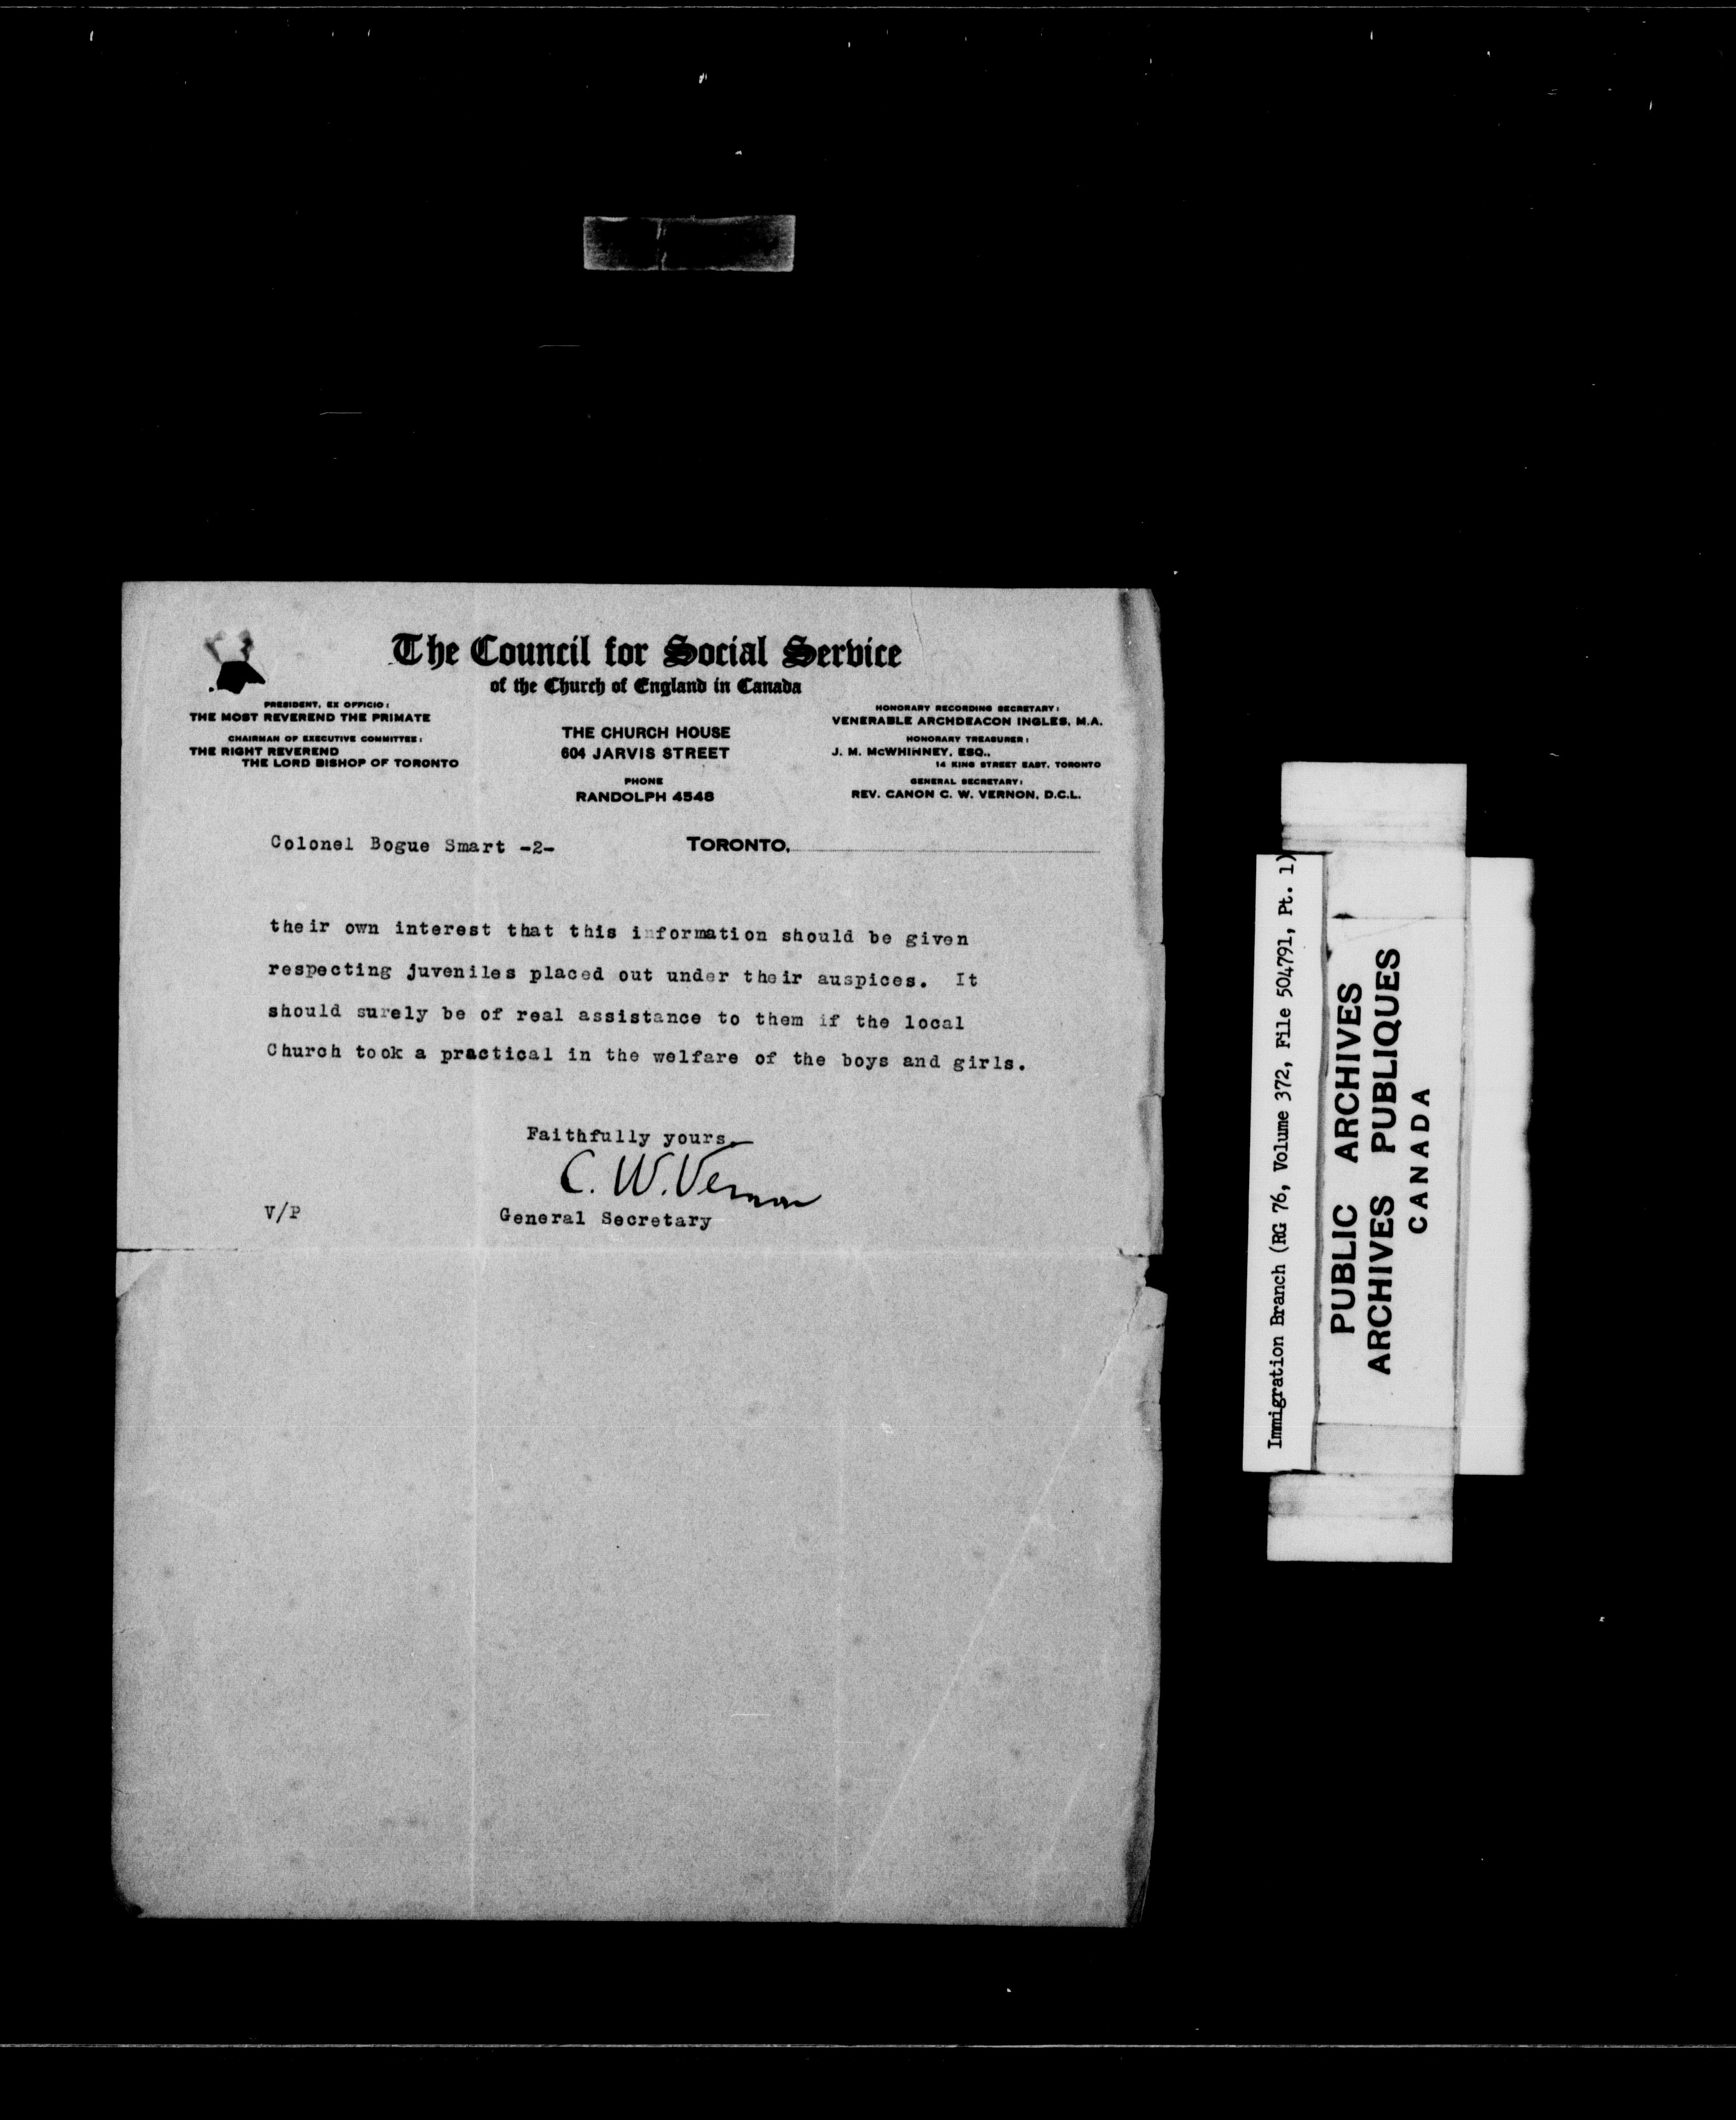 The Council for Social Service
of the Church of England in Canada
PRESIDENT, EX OFFICIO:
THE MOST REVEREND THE PRIMATE
CHAIRMAN OF EXECUTIVE COMMITTEE:
THE RIGHT REVEREND
THE LORD BISHOP OF TORONTO
THE CHURCH HOUSE
604 JARVIS STREET
PHONE
RANDOLPH 4548
HONORARY RECORDING SECRETARY:
VENERABLE ARCHDEACON INGLES, M.A.
HONORARY TREASURER:
J. M. McWHINNEY, ESQ.,
14 KING STREET EAST, TORONTO
GENERAL SECRETARY:
REV. CANON C. W. VERNON, D.C.L.
Colonel Bogue Smart -2-
TORONTO,
their own interest that this information should be given
respecting juveniles placed out under their auspices. It
should surely be of real assistance to them if the local
Church took a practical in the welfare of the boys and girls.
Faithfully yours,
C. W. Vernon
V/P
General Secretary
Immigration Branch (RG 76, Volume 372, File 504791, Pt. 1)
PUBLIC ARCHIVES
ARCHIVES PUBLIQUES
CANADA